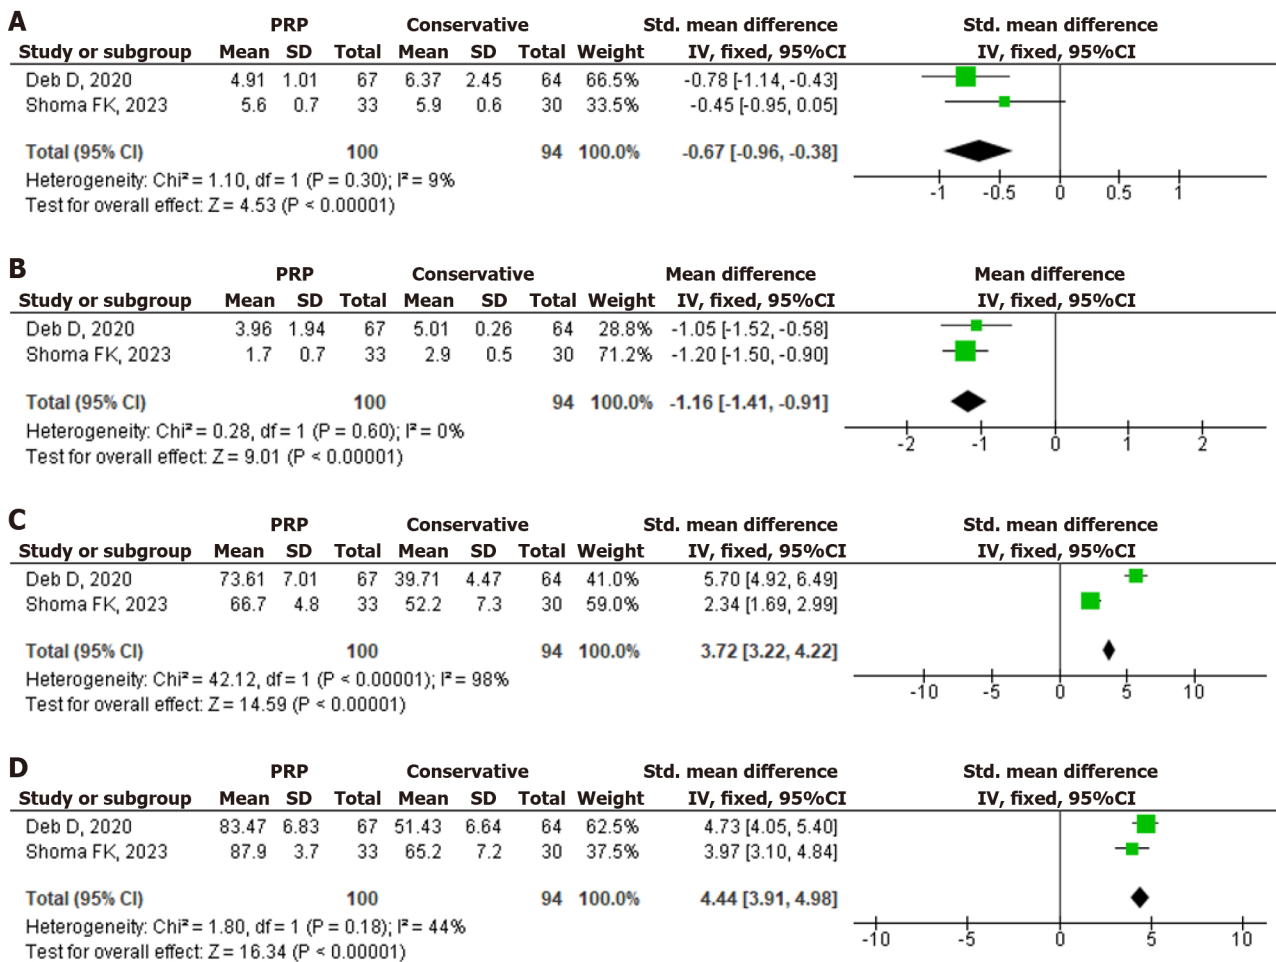 A
PRP Conservative Std. mean difference Std. mean difference
Study or subgroup Mean SD Total Mean SD Total Weight IV, fixed, 95%CI IV, fixed, 95%CI
Deb D, 2020 4.91 1.01 67 6.37 2.45 64 66.5% -0.78 [-1.14, -0.43]
Shoma FK, 2023 5.6 0.7 33 5.9 0.6 30 33.5% -0.45 [-0.95, 0.05]
Total (95% CI) 100 94 100.0% -0.67 [-0.96, -0.38]
Heterogeneity: Chi² = 1.10, df = 1 (P = 0.30); I² = 9%
Test for overall effect: Z = 4.53 (P < 0.00001)
-1 -0.5 0 0.5 1
B
PRP Conservative Mean difference Mean difference
Study or subgroup Mean SD Total Mean SD Total Weight IV, fixed, 95%CI IV, fixed, 95%CI
Deb D, 2020 3.96 1.94 67 5.01 0.26 64 28.8% -1.05 [-1.52, -0.58]
Shoma FK, 2023 1.7 0.7 33 2.9 0.5 30 71.2% -1.20 [-1.50, -0.90]
Total (95% CI) 100 94 100.0% -1.16 [-1.41, -0.91]
Heterogeneity: Chi² = 0.28, df = 1 (P = 0.60); I² = 0%
Test for overall effect: Z = 9.01 (P < 0.00001)
-2 -1 0 1 2
C
PRP Conservative Std. mean difference Std. mean difference
Study or subgroup Mean SD Total Mean SD Total Weight IV, fixed, 95%CI IV, fixed, 95%CI
Deb D, 2020 73.61 7.01 67 39.71 4.47 64 41.0% 5.70 [4.92, 6.49]
Shoma FK, 2023 66.7 4.8 33 52.2 7.3 30 59.0% 2.34 [1.69, 2.99]
Total (95% CI) 100 94 100.0% 3.72 [3.22, 4.22]
Heterogeneity: Chi² = 42.12, df = 1 (P < 0.00001); I² = 98%
Test for overall effect: Z = 14.59 (P < 0.00001)
-10 -5 0 5 10
D
PRP Conservative Std. mean difference Std. mean difference
Study or subgroup Mean SD Total Mean SD Total Weight IV, fixed, 95%CI IV, fixed, 95%CI
Deb D, 2020 83.47 6.83 67 51.43 6.64 64 62.5% 4.73 [4.05, 5.40]
Shoma FK, 2023 87.9 3.7 33 65.2 7.2 30 37.5% 3.97 [3.10, 4.84]
Total (95% CI) 100 94 100.0% 4.44 [3.91, 4.98]
Heterogeneity: Chi² = 1.80, df = 1 (P = 0.18); I² = 44%
Test for overall effect: Z = 16.34 (P < 0.00001)
-10 -5 0 5 10